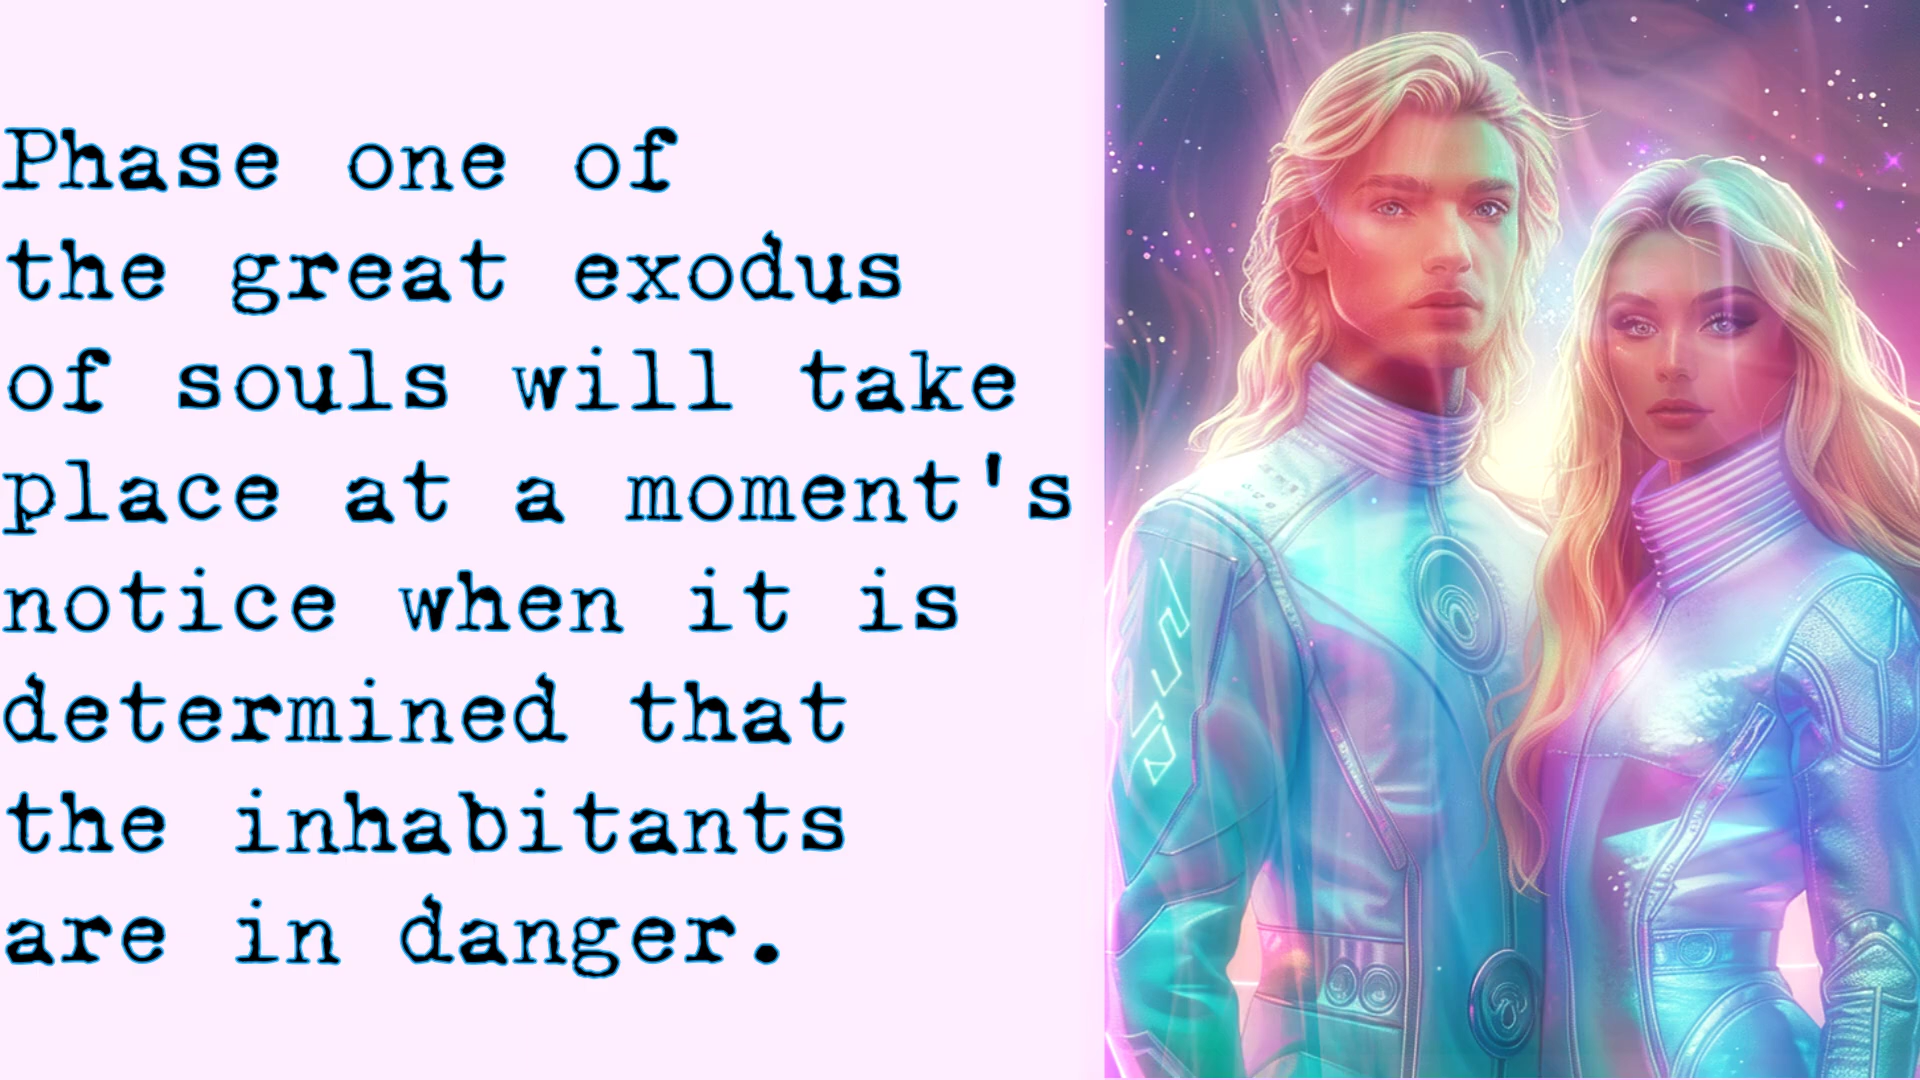 Phase one of
the great exodus
of souls will take
place at a moment's
notice when it is
determined that
the inhabitants
are in danger.